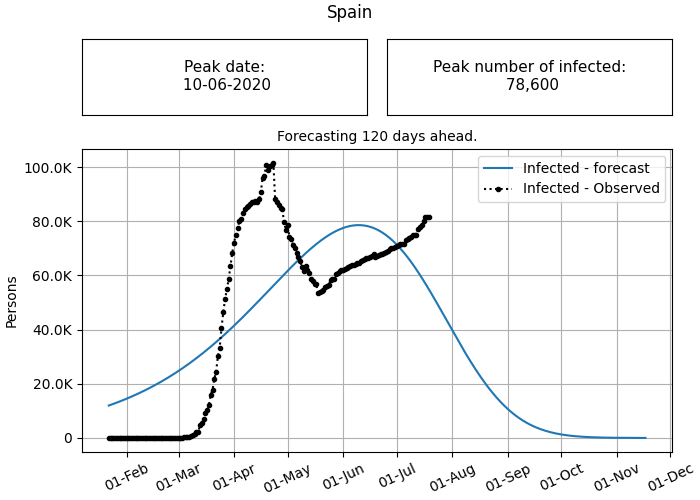 Spain
Peak date:
10-06-2020
Peak number of infected:
78,600
Forecasting 120 days ahead.
Infected - forecast
Infected - Observed
100.0K
80.0K
60.0K
40.0K
20.0K
0
Persons
01-Feb
01-Mar
01-Apr
01-May
01-Jun
01-Jul
01-Aug
01-Sep
01-Oct
01-Nov
01-Dec